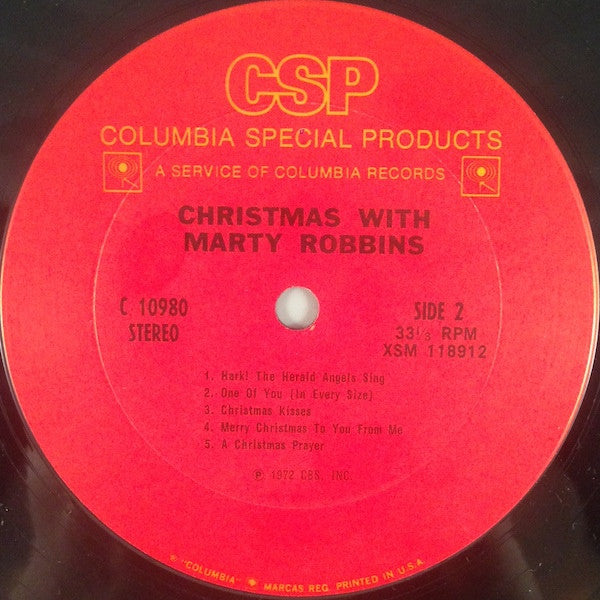 CSP
COLUMBIA SPECIAL PRODUCTS
A SERVICE OF COLUMBIA RECORDS
CHRISTMAS WITH
MARTY ROBBINS
C 10980
STEREO
SIDE 2
33⅓ RPM
XSM 118912
1. Hark! The Herald Angels Sing
2. One Of You (In Every Size)
3. Christmas Kisses
4. Merry Christmas To You From Me
5. A Christmas Prayer
℗ 1972 CBS, INC.
® "COLUMBIA" MARCAS REG. PRINTED IN U.S.A.